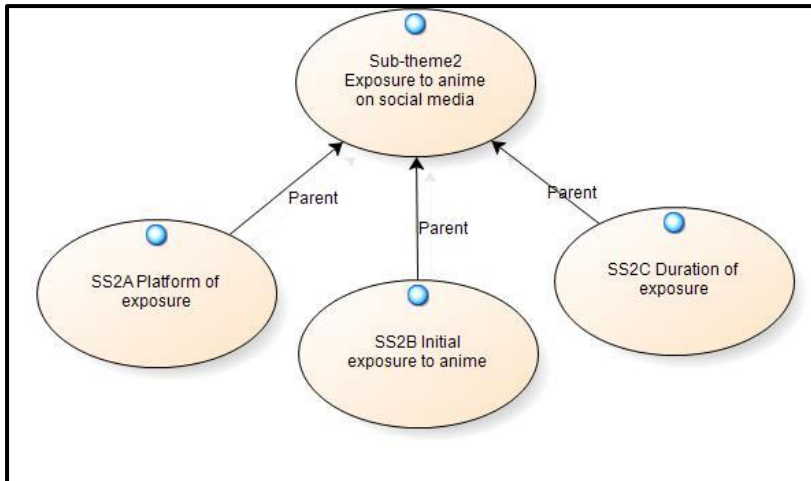 Sub-theme2
Exposure to anime
on social media
Parent
Parent
Parent
SS2A Platform of
exposure
SS2B Initial
exposure to anime
SS2C Duration of
exposure